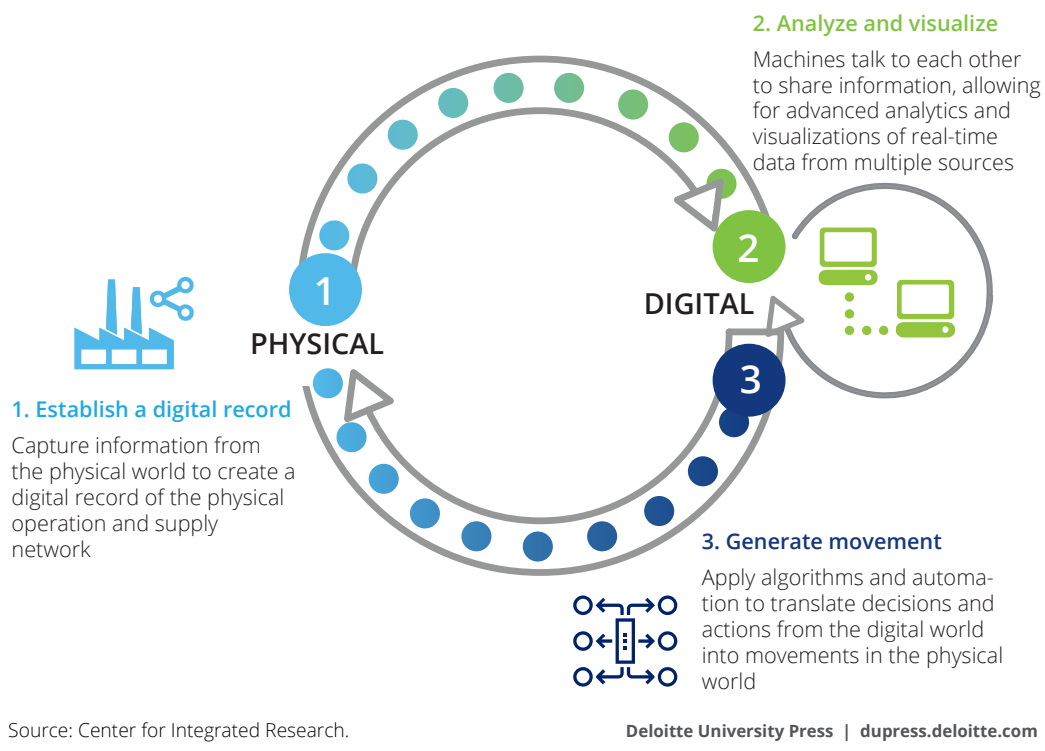 2. Analyze and visualize
Machines talk to each other
to share information, allowing
for advanced analytics and
visualizations of real-time
data from multiple sources
2
1
DIGITAL
PHYSICAL
3
1. Establish a digital record
Capture information from
the physical world to create a
digital record of the physical
operation and supply
network
3. Generate movement
Apply algorithms and automa-
tion to translate decisions and
actions from the digital world
into movements in the physical
world
Source: Center for Integrated Research.
Deloitte University Press | dupress.deloitte.com